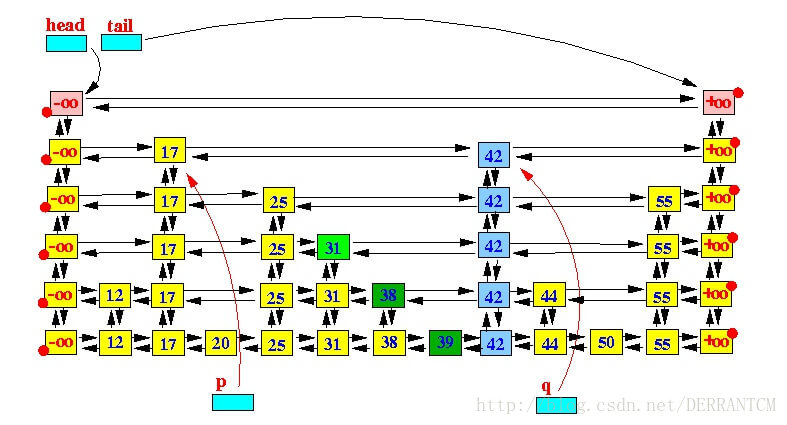 head tail
-oo +oo
-oo 17 42 +oo
-oo 17 25 42 55 +oo
-oo 17 25 31 42 55 +oo
-oo 12 17 25 31 38 42 44 55 +oo
-oo 12 17 20 25 31 38 39 42 44 50 55 +oo
p q
http://blog.csdn.net/DERRANTCM